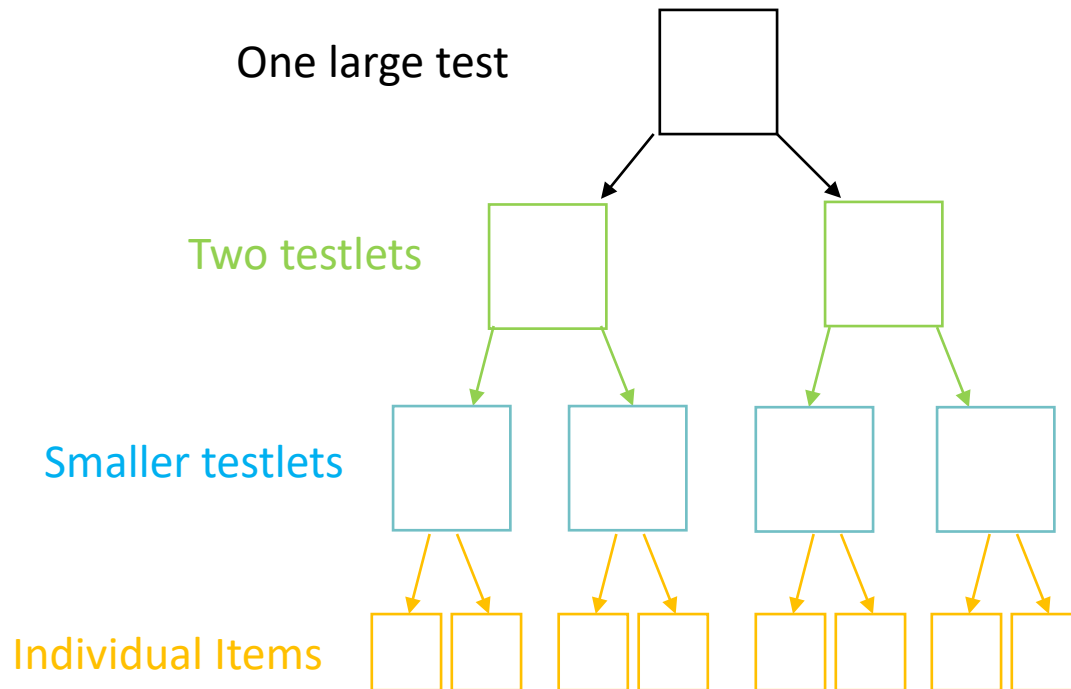 One large test
Two testlets
Smaller testlets
Individual Items